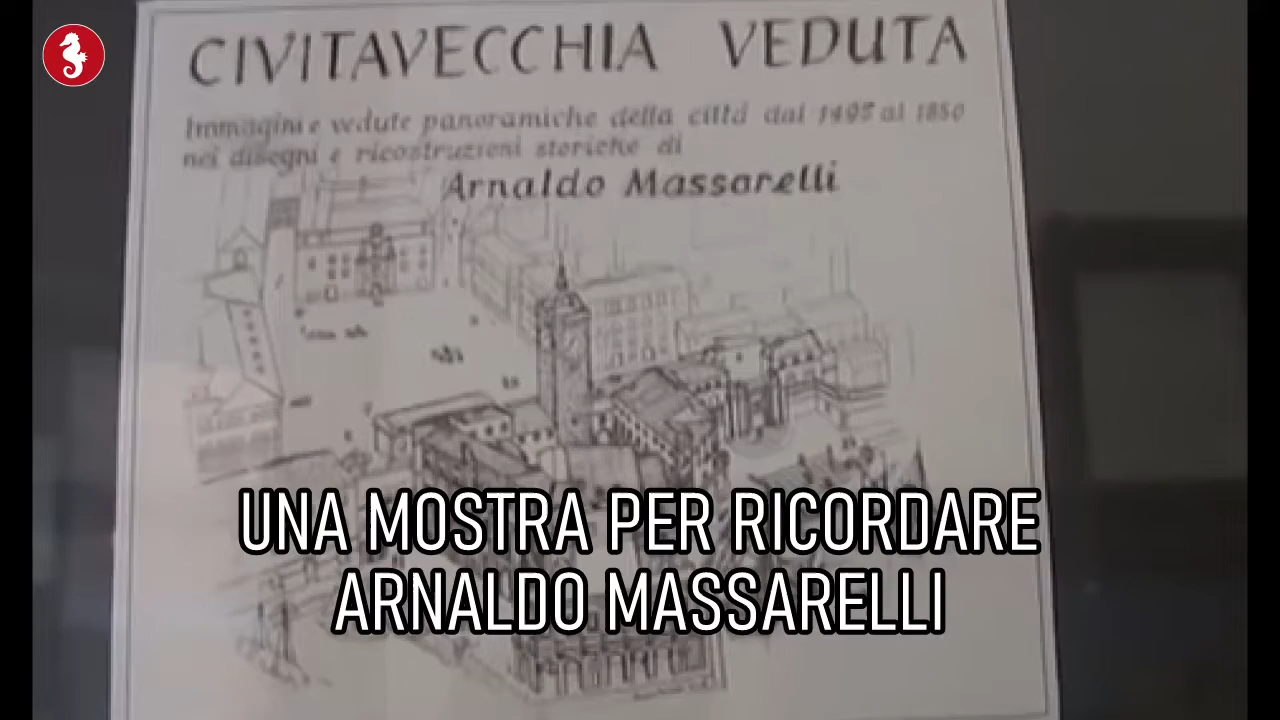 CIVITAVECCHIA VEDUTA
Immagini e vedute panoramiche della città dal 1497 al 1850
nei disegni e ricostruzioni storiche di
Arnaldo Massarelli
UNA MOSTRA PER RICORDARE
ARNALDO MASSARELLI